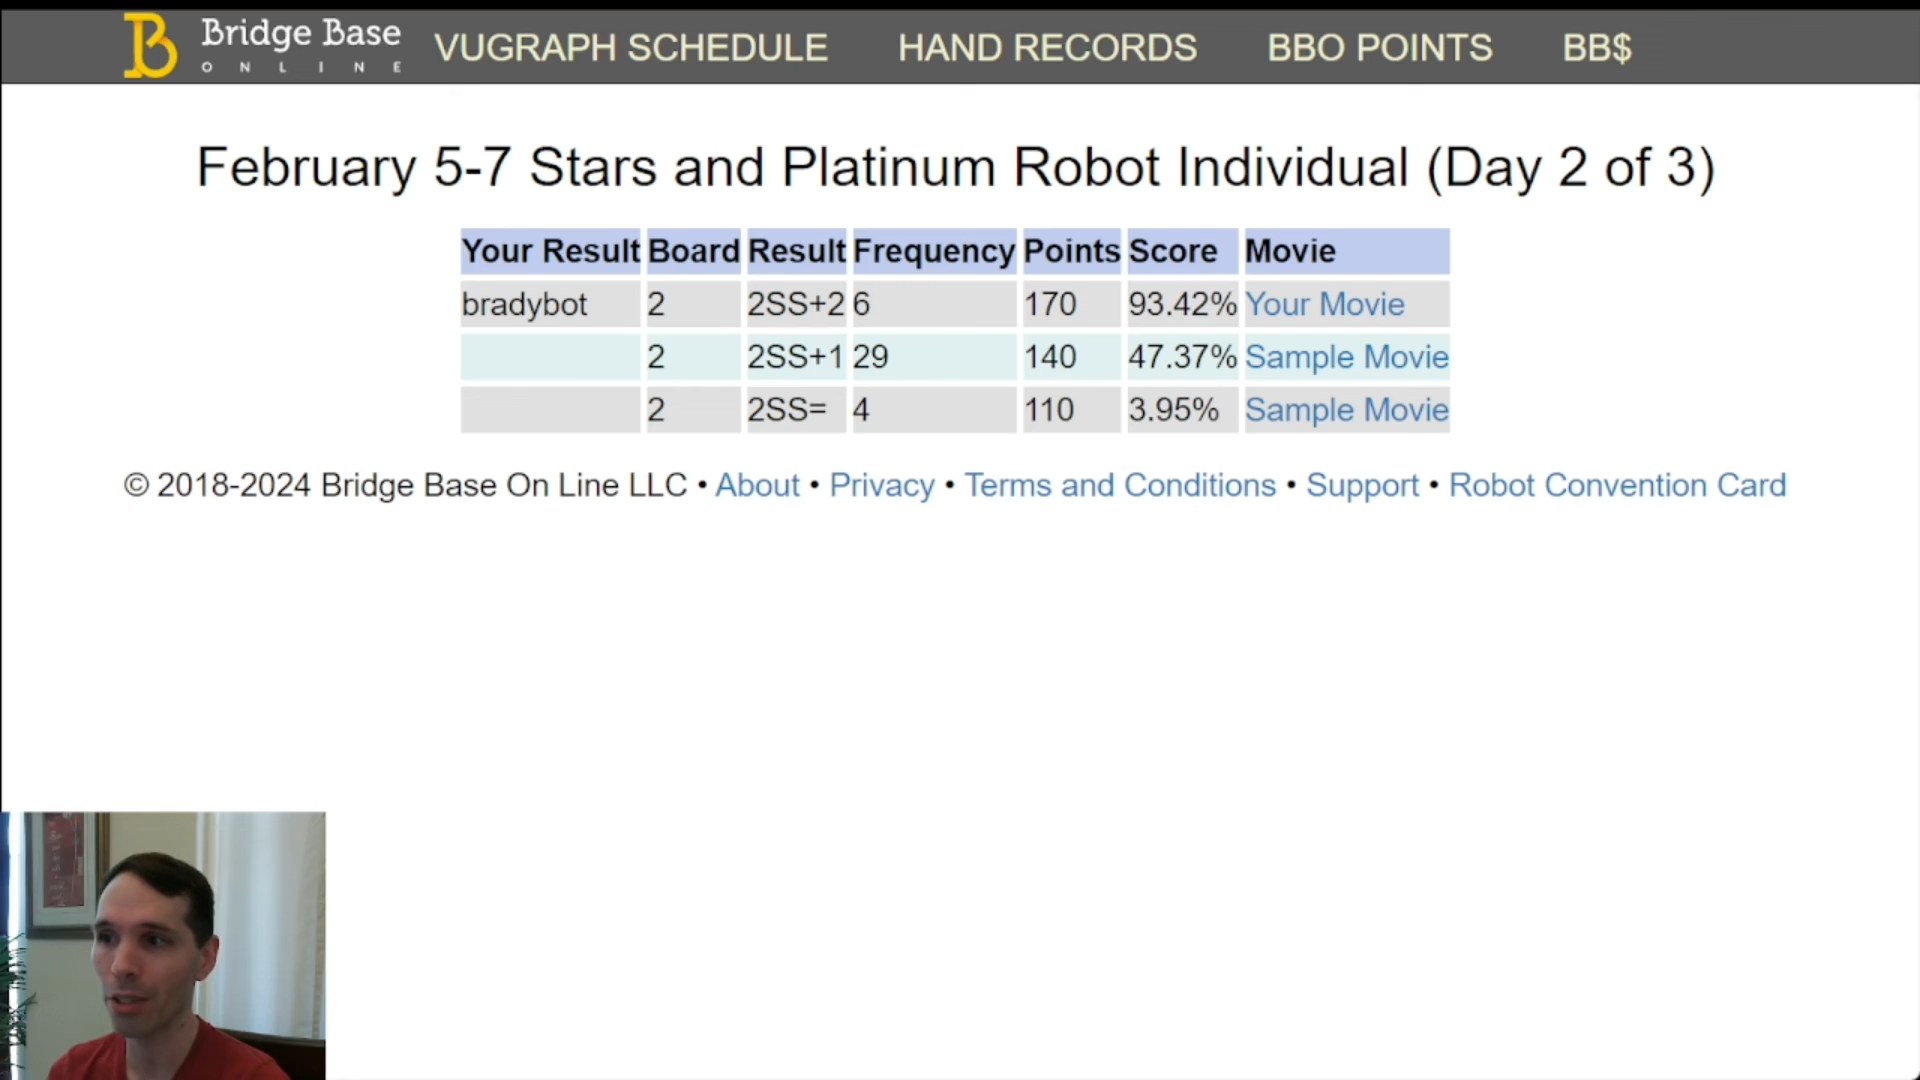 Bridge Base
ONLINE
VUGRAPH SCHEDULE HAND RECORDS BBO POINTS BB$
February 5-7 Stars and Platinum Robot Individual (Day 2 of 3)
Your Result Board Result Frequency Points Score Movie
bradybot 2 2SS+2 6 170 93.42% Your Movie
2 2SS+1 29 140 47.37% Sample Movie
2 2SS= 4 110 3.95% Sample Movie
© 2018-2024 Bridge Base On Line LLC • About • Privacy • Terms and Conditions • Support • Robot Convention Card